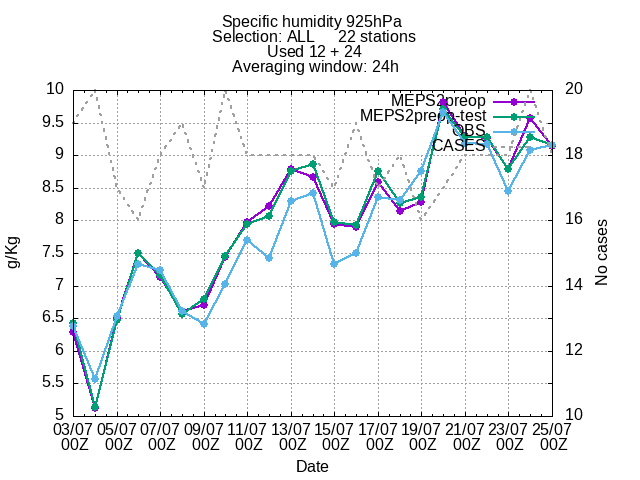 Specific humidity 925hPa
Selection: ALL 22 stations
Used 12 + 24
Averaging window: 24h
10 20
MEPS2preop
9.5
MEPS2preop-test
OBS
CASES
9 18
8.5
8 16
7.5
7 14
6.5
6 12
5.5
5 10
g/Kg
No cases
03/07 05/07 07/07 09/07 11/07 13/07 15/07 17/07 19/07 21/07 23/07 25/07
00Z 00Z 00Z 00Z 00Z 00Z 00Z 00Z 00Z 00Z 00Z 00Z
Date